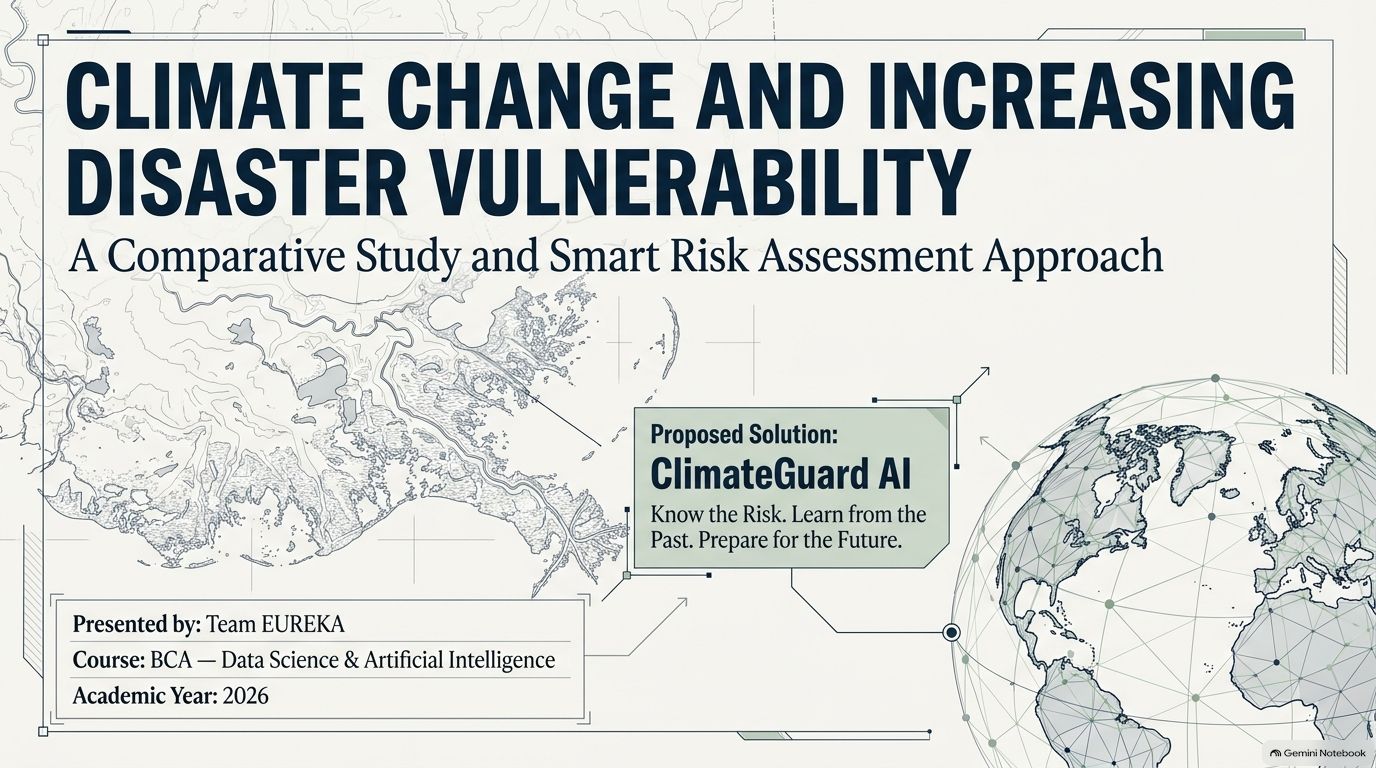 CLIMATE CHANGE AND INCREASING
DISASTER VULNERABILITY
A Comparative Study and Smart Risk Assessment Approach
Proposed Solution:
ClimateGuard AI
Know the Risk. Learn from the
Past. Prepare for the Future.
Presented by: Team EUREKA
Course: BCA — Data Science & Artificial Intelligence
Academic Year: 2026
Gemini Notebook